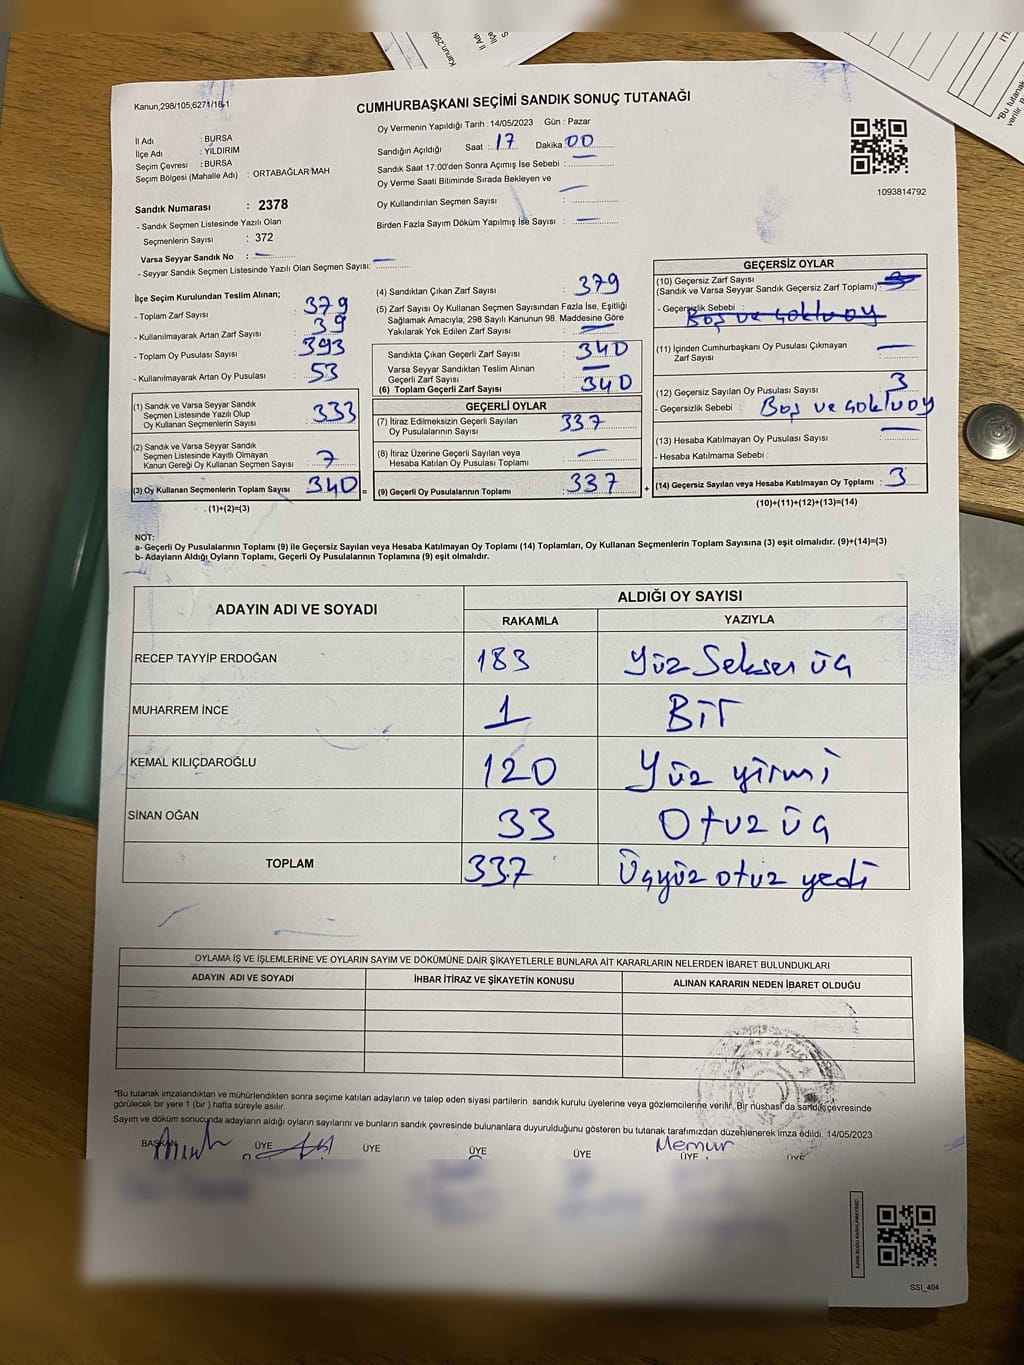 Kanun,298/105,6271/18,1
CUMHURBAŞKANI SEÇİMİ SANDIK SONUÇ TUTANAĞI
İl Adı : BURSA
İlçe Adı : YILDIRIM
Seçim Çevresi : BURSA
Seçim Bölgesi (Mahalle Adı) : ORTABAĞLAR MAH
Sandık Numarası : 2378
- Sandık Seçmen Listesinde Yazılı Olan
Seçmenlerin Sayısı : 372
Varsa Seyyar Sandık No :
- Seyyar Sandık Seçmen Listesinde Yazılı Olan Seçmen Sayısı:
Oy Vermenin Yapıldığı Tarih : 14/05/2023 Gün : Pazar
Sandığın Açıldığı Saat : 17 Dakika 00
Sandık Saat 17:00'den Sonra Açımış İse Sebebi :
Oy Verme Saati Bitiminde Sırada Bekleyen ve
Oy Kullandırılan Seçmen Sayısı :
Birden Fazla Sayım Döküm Yapılmış İse Sayısı :
1093814792
İlçe Seçim Kurulundan Teslim Alınan;
- Toplam Zarf Sayısı : 379
- Kullanılmayarak Artan Zarf Sayısı : 39
- Toplam Oy Pusulası Sayısı : 393
- Kullanılmayarak Artan Oy Pusulası : 53
(1) Sandık ve Varsa Seyyar Sandık
Seçmen Listesinde Yazılı Olup
Oy Kullanan Seçmenlerin Sayısı : 333
(2) Sandık ve Varsa Seyyar Sandık
Seçmen Listesinde Kayıtlı Olmayan
Kanun Gereği Oy Kullanan Seçmen Sayısı : 7
(3) Oy Kullanan Seçmenlerin Toplam Sayısı : 340 =
(1)+(2)=(3)
(4) Sandıktan Çıkan Zarf Sayısı : 379
(5) Zarf Sayısı Oy Kullanan Seçmen Sayısından Fazla İse, Eşitliği
Sağlamak Amacıyla; 298 Sayılı Kanunun 98. Maddesine Göre
Yakılarak Yok Edilen Zarf Sayısı :
Sandıkta Çıkan Geçerli Zarf Sayısı : 340
Varsa Seyyar Sandıktan Teslim Alınan
Geçerli Zarf Sayısı :
(6) Toplam Geçerli Zarf Sayısı : 340
GEÇERLİ OYLAR
(7) İtiraz Edilmeksizin Geçerli Sayılan
Oy Pusulalarının Sayısı : 337
(8) İtiraz Üzerine Geçerli Sayılan veya
Hesaba Katılan Oy Pusulası Toplamı :
(9) Geçerli Oy Pusulalarının Toplamı : 337 +
GEÇERSİZ OYLAR
(10) Geçersiz Zarf Sayısı
(Sandık ve Varsa Seyyar Sandık Geçersiz Zarf Toplamı) : 3
- Geçersizlik Sebebi : Boş ve çoklu oy
(11) İçinden Cumhurbaşkanı Oy Pusulası Çıkmayan
Zarf Sayısı :
(12) Geçersiz Sayılan Oy Pusulası Sayısı : 3
- Geçersizlik Sebebi : Boş ve çoklu oy
(13) Hesaba Katılmayan Oy Pusulası Sayısı :
- Hesaba Katılmama Sebebi :
(14) Geçersiz Sayılan veya Hesaba Katılmayan Oy Toplamı : 3
(10)+(11)+(12)+(13)=(14)
NOT:
a- Geçerli Oy Pusulalarının Toplamı (9) ile Geçersiz Sayılan veya Hesaba Katılmayan Oy Toplamı (14) Toplamları, Oy Kullanan Seçmenlerin Toplam Sayısına (3) eşit olmalıdır. (9)+(14)=(3)
b- Adayların Aldığı Oyların Toplamı, Geçerli Oy Pusulalarının Toplamına (9) eşit olmalıdır.
ADAYIN ADI VE SOYADI ALDIĞI OY SAYISI
RAKAMLA YAZIYLA
RECEP TAYYİP ERDOĞAN 183 Yüz Seksen üç
MUHARREM İNCE 1 Bir
KEMAL KILIÇDAROĞLU 120 Yüz yirmi
SİNAN OĞAN 33 Otuz üç
TOPLAM 337 Üçyüz otuz yedi
OYLAMA İŞ VE İŞLEMLERİNE VE OYLARIN SAYIM VE DÖKÜMÜNE DAİR ŞİKAYETLERLE BUNLARA AİT KARARLARIN NELERDEN İBARET BULUNDUKLARI
ADAYIN ADI VE SOYADI İHBAR İTİRAZ VE ŞİKAYETİN KONUSU ALINAN KARARIN NEDEN İBARET OLDUĞU
"Bu tutanak imzalandıktan ve mühürlendikten sonra seçime katılan adayların ve talep eden siyasi partilerin sandık kurulu üyelerine veya gözlemcilerine verilir. Bir nüshası da sandık çevresinde
görülecek bir yere 1 (bir ) hafta süreyle asılır.
Sayım ve döküm sonucunda adayların aldığı oyların sayılarını ve bunların sandık çevresinde bulunanlara duyurulduğunu gösteren bu tutanak tarafımızdan düzenlenerek imza edildi. 14/05/2023
Memur
BAŞKAN ÜYE ÜYE ÜYE ÜYE ÜYE ÜYE
SSİ_404